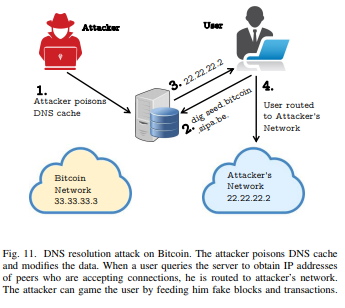 Attacker
User
1.
Attacker poisons
DNS cache
3. 22.22.22.2
2. dig seed.bitcoin
.sipa.be.
4.
User routed
to Attacker's
Network
Bitcoin
Network
33.33.33.3
Attacker's
Network
22.22.22.2
Fig. 11. DNS resolution attack on Bitcoin. The attacker poisons DNS cache
and modifies the data. When a user queries the server to obtain IP addresses
of peers who are accepting connections, he is routed to attacker's network.
The attacker can game the user by feeding him fake blocks and transactions.